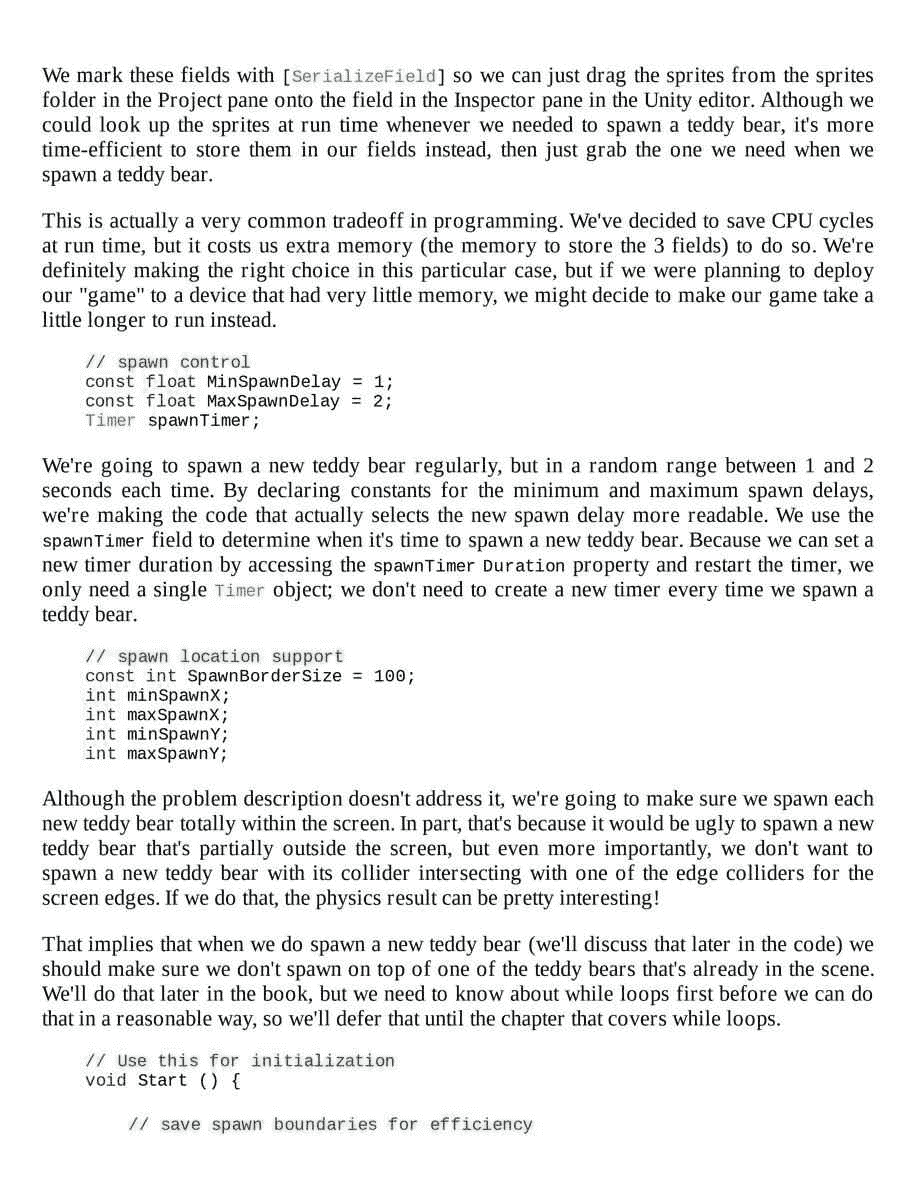 We mark these fields with [SerializeField] so we can just drag the sprites from the sprites
folder in the Project pane onto the field in the Inspector pane in the Unity editor. Although we
could look up the sprites at run time whenever we needed to spawn a teddy bear, it's more
time-efficient to store them in our fields instead, then just grab the one we need when we
spawn a teddy bear.
This is actually a very common tradeoff in programming. We've decided to save CPU cycles
at run time, but it costs us extra memory (the memory to store the 3 fields) to do so. We're
definitely making the right choice in this particular case, but if we were planning to deploy
our "game" to a device that had very little memory, we might decide to make our game take a
little longer to run instead.
// spawn control
const float MinSpawnDelay = 1;
const float MaxSpawnDelay = 2;
Timer spawnTimer;
We're going to spawn a new teddy bear regularly, but in a random range between 1 and 2
seconds each time. By declaring constants for the minimum and maximum spawn delays,
we're making the code that actually selects the new spawn delay more readable. We use the
spawnTimer field to determine when it's time to spawn a new teddy bear. Because we can set a
new timer duration by accessing the spawnTimer Duration property and restart the timer, we
only need a single Timer object; we don't need to create a new timer every time we spawn a
teddy bear.
// spawn location support
const int SpawnBorderSize = 100;
int minSpawnX;
int maxSpawnX;
int minSpawnY;
int maxSpawnY;
Although the problem description doesn't address it, we're going to make sure we spawn each
new teddy bear totally within the screen. In part, that's because it would be ugly to spawn a new
teddy bear that's partially outside the screen, but even more importantly, we don't want to
spawn a new teddy bear with its collider intersecting with one of the edge colliders for the
screen edges. If we do that, the physics result can be pretty interesting!
That implies that when we do spawn a new teddy bear (we'll discuss that later in the code) we
should make sure we don't spawn on top of one of the teddy bears that's already in the scene.
We'll do that later in the book, but we need to know about while loops first before we can do
that in a reasonable way, so we'll defer that until the chapter that covers while loops.
// Use this for initialization
void Start () {
// save spawn boundaries for efficiency